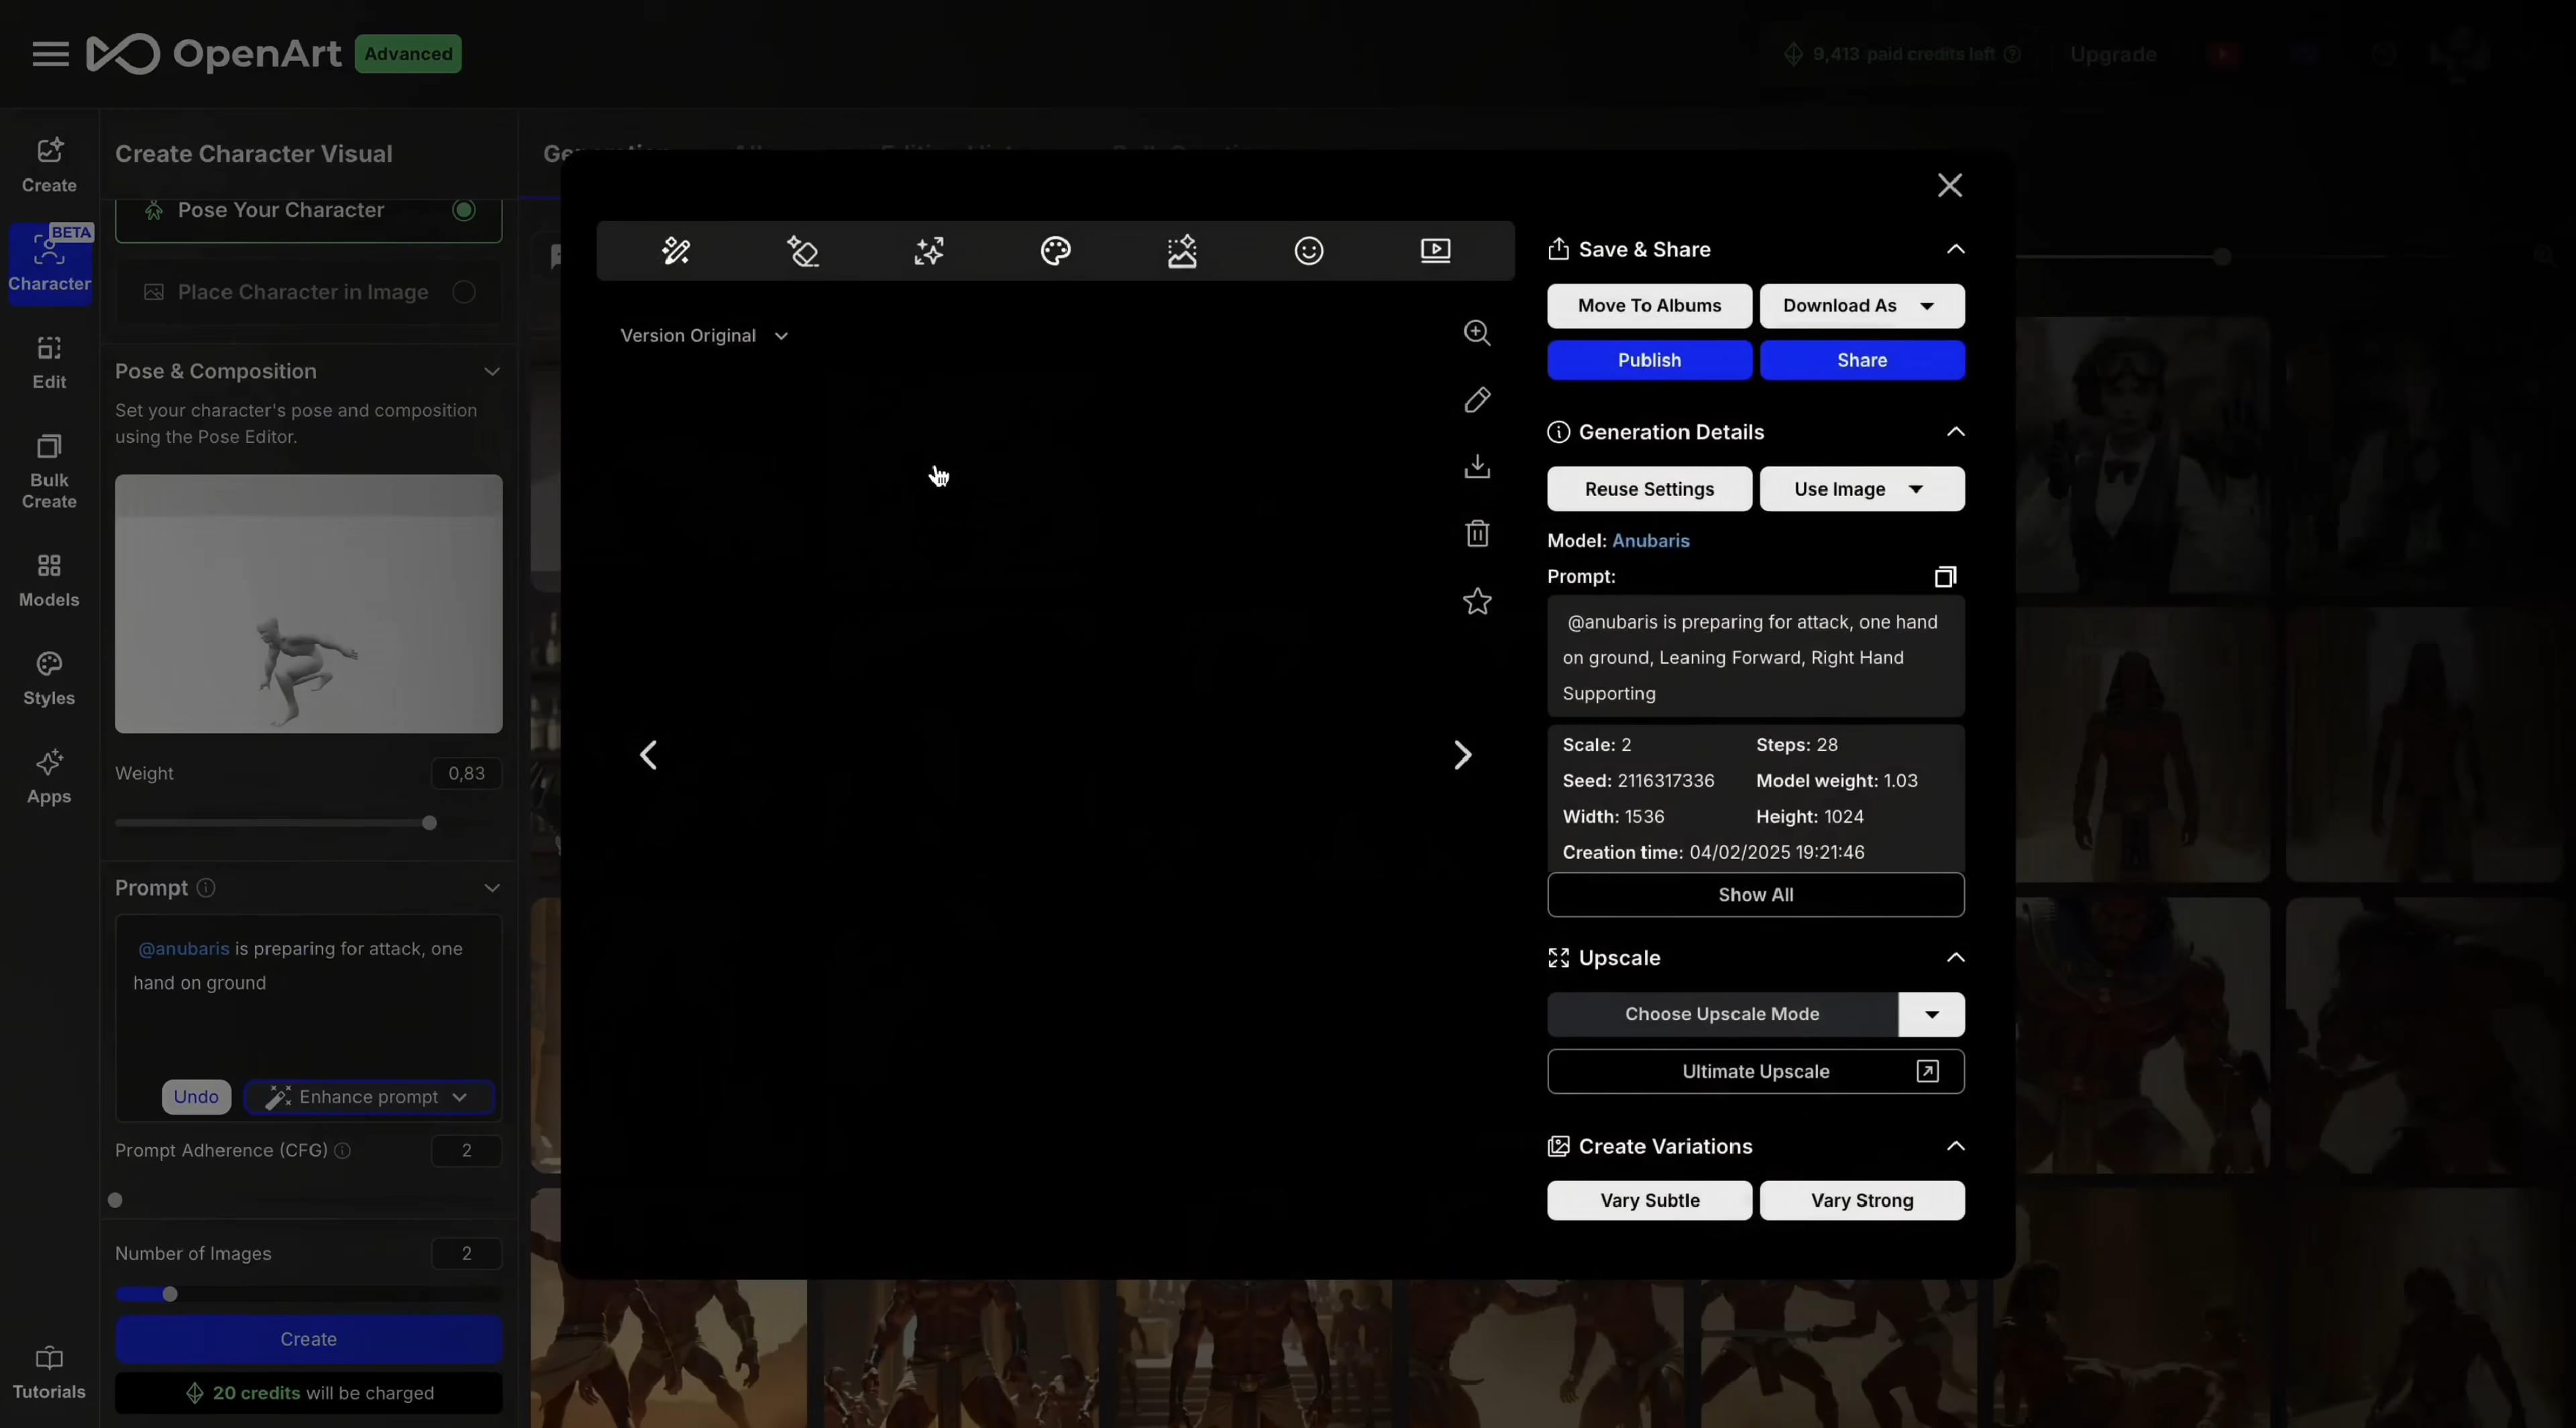 OpenArt Advanced
9,413 paid credits left
Upgrade
Create
BETA
Character
Edit
Bulk
Create
Models
Styles
Apps
Tutorials
Create Character Visual
Pose Your Character
Place Character in Image
Pose & Composition
Set your character's pose and composition
using the Pose Editor.
Weight 0,83
Prompt
@anubaris is preparing for attack, one
hand on ground
Undo Enhance prompt
Prompt Adherence (CFG) 2
Number of Images 2
Create
20 credits will be charged
Version Original
Save & Share
Move To Albums Download As
Publish Share
Generation Details
Reuse Settings Use Image
Model: Anubaris
Prompt:
@anubaris is preparing for attack, one hand
on ground, Leaning Forward, Right Hand
Supporting
Scale: 2 Steps: 28
Seed: 2116317336 Model weight: 1.03
Width: 1536 Height: 1024
Creation time: 04/02/2025 19:21:46
Show All
Upscale
Choose Upscale Mode
Ultimate Upscale
Create Variations
Vary Subtle Vary Strong